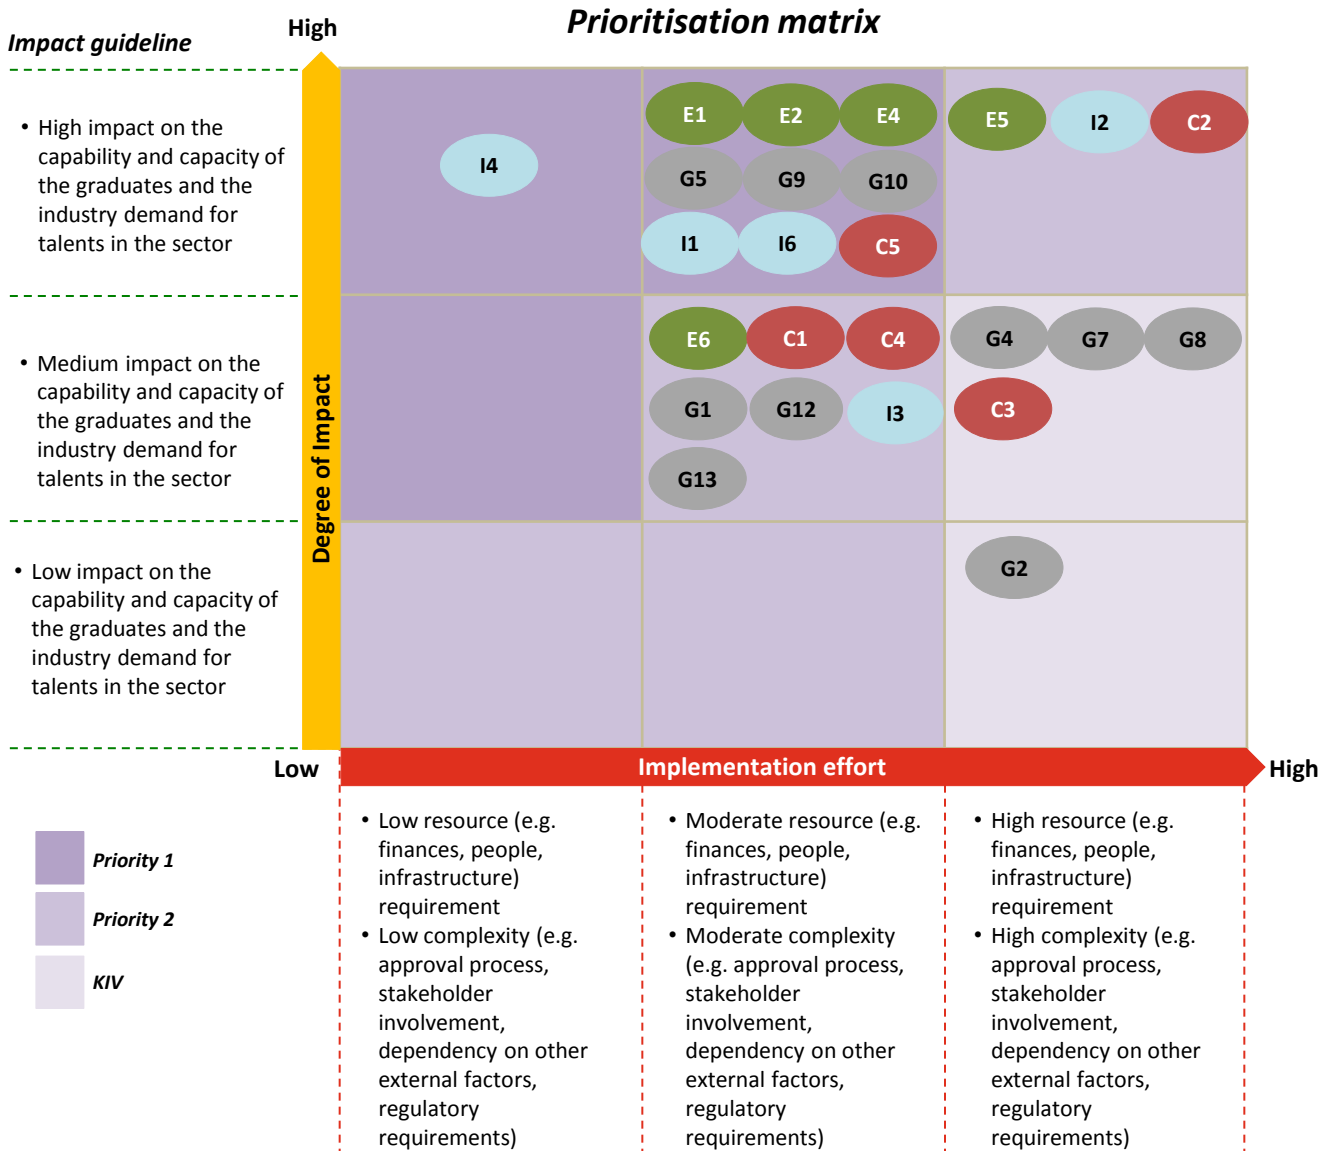 Prioritisation matrix
Impact guideline
High
• High impact on the
capability and capacity of
the graduates and the
industry demand for
talents in the sector
• Medium impact on the
capability and capacity of
the graduates and the
industry demand for
talents in the sector
• Low impact on the
capability and capacity of
the graduates and the
industry demand for
talents in the sector
Degree of Impact
I4
E1 E2 E4
G5 G9 G10
I1 I6 C5
E5 I2 C2
E6 C1 C4
G1 G12 I3
G13
G4 G7 G8
C3
G2
Low
Implementation effort
High
Priority 1
Priority 2
KIV
• Low resource (e.g.
finances, people,
infrastructure)
requirement
• Low complexity (e.g.
approval process,
stakeholder
involvement,
dependency on other
external factors,
regulatory
requirements)
• Moderate resource (e.g.
finances, people,
infrastructure)
requirement
• Moderate complexity
(e.g. approval process,
stakeholder
involvement,
dependency on other
external factors,
regulatory
requirements)
• High resource (e.g.
finances, people,
infrastructure)
requirement
• High complexity (e.g.
approval process,
stakeholder
involvement,
dependency on other
external factors,
regulatory
requirements)